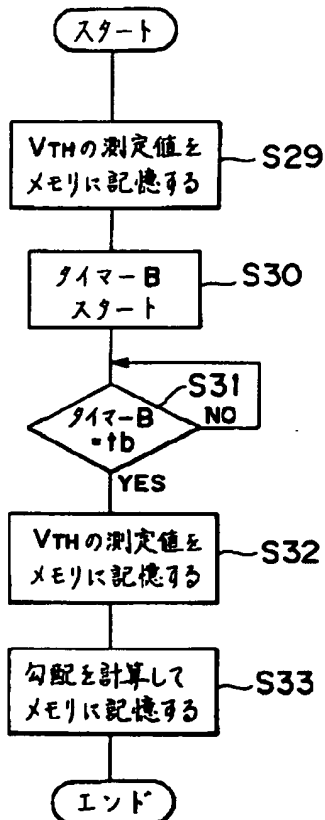 スタート
VTHの測定値を
メモリに記憶する
S29
タイマーB
スタート
S30
S31
タイマーB
=tb
NO
YES
VTHの測定値を
メモリに記憶する
S32
勾配を計算して
メモリに記憶する
S33
エンド